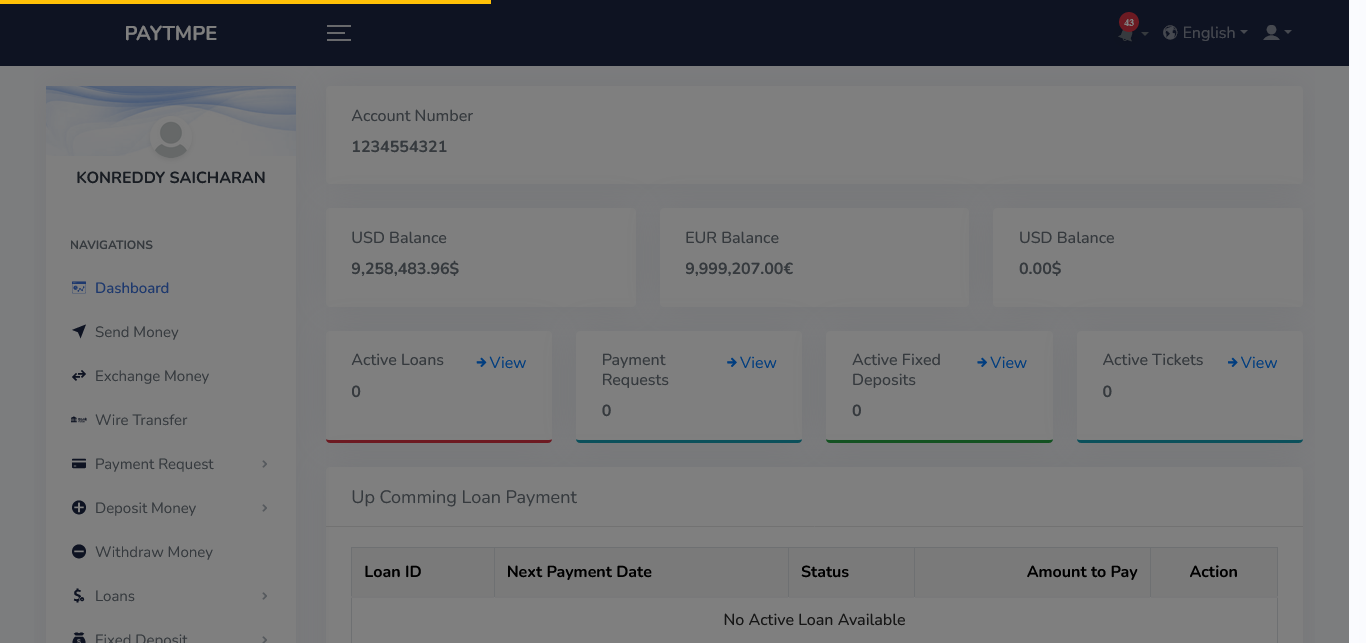 PAYTMPE
43
English
KONREDDY SAICHARAN
NAVIGATIONS
Dashboard
Send Money
Exchange Money
Wire Transfer
Payment Request
Deposit Money
Withdraw Money
Loans
Fixed Deposit
Account Number
1234554321
USD Balance
9,258,483.96$
EUR Balance
9,999,207.00€
USD Balance
0.00$
Active Loans
View
0
Payment
Requests
View
0
Active Fixed
Deposits
View
0
Active Tickets
View
0
Up Comming Loan Payment
Loan ID Next Payment Date Status Amount to Pay Action
No Active Loan Available